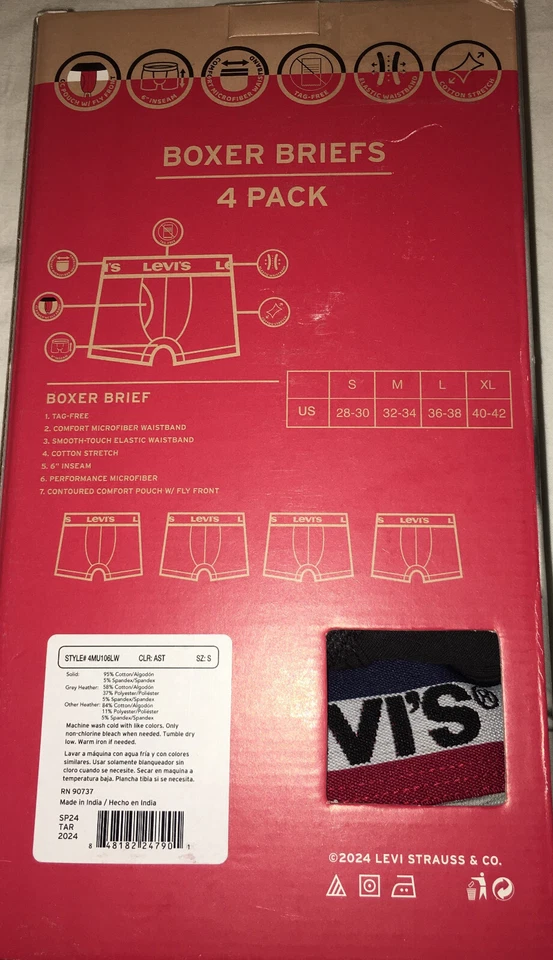 C POUCH W/ FLY FRONT
6" INSEAM
COMFORT MICROFIBER WAISTBAND
TAG-FREE
ELASTIC WAISTBAND
COTTON STRETCH
BOXER BRIEFS
4 PACK
'S Levi's Le
BOXER BRIEF
1. TAG-FREE
2. COMFORT MICROFIBER WAISTBAND
3. SMOOTH-TOUCH ELASTIC WAISTBAND
4. COTTON STRETCH
5. 6" INSEAM
6. PERFORMANCE MICROFIBER
7. CONTOURED COMFORT POUCH W/ FLY FRONT
S M L XL
US 28-30 32-34 36-38 40-42
S Levi's L
S Levi's L
S Levi's L
S Levi's L
STYLE# 4MU106LW CLR: AST SZ: S
Solid: 95% Cotton/Algodón
5% Spandex/Spandex
Grey Heather: 58% Cotton/Algodón
37% Polyester/Poliéster
5% Spandex/Spandex
Other Heather: 84% Cotton/Algodón
11% Polyester/Poliéster
5% Spandex/Spandex
Machine wash cold with like colors. Only
non-chlorine bleach when needed. Tumble dry
low. Warm iron if needed.
Lavar a máquina con agua fría y con colores
similares. Usar solamente blanqueador sin
cloro cuando se necesite. Secar en maquina a
temperatura baja. Plancha tibia si se necesita.
RN 90737
Made in India / Hecho en India
SP24
TAR
2024
8 48182 24790 1
VI'S®
©2024 LEVI STRAUSS & CO.